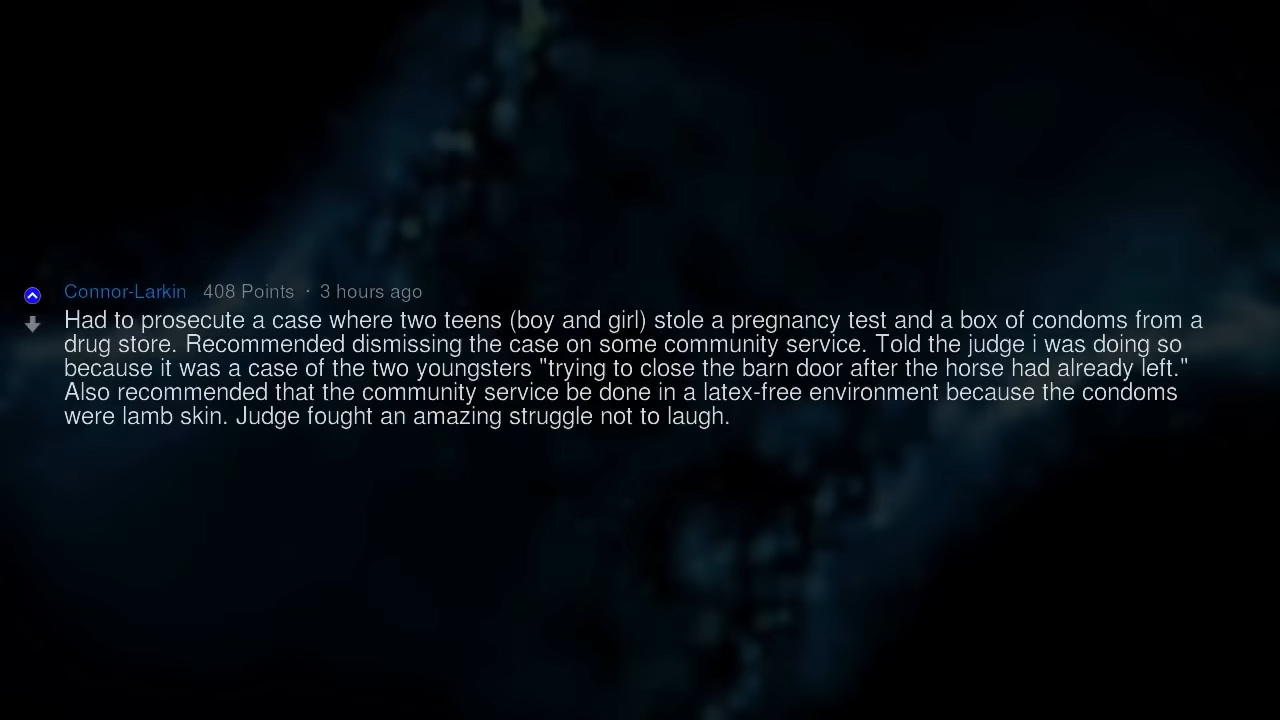 Connor-Larkin 408 Points · 3 hours ago
Had to prosecute a case where two teens (boy and girl) stole a pregnancy test and a box of condoms from a
drug store. Recommended dismissing the case on some community service. Told the judge i was doing so
because it was a case of the two youngsters "trying to close the barn door after the horse had already left."
Also recommended that the community service be done in a latex-free environment because the condoms
were lamb skin. Judge fought an amazing struggle not to laugh.